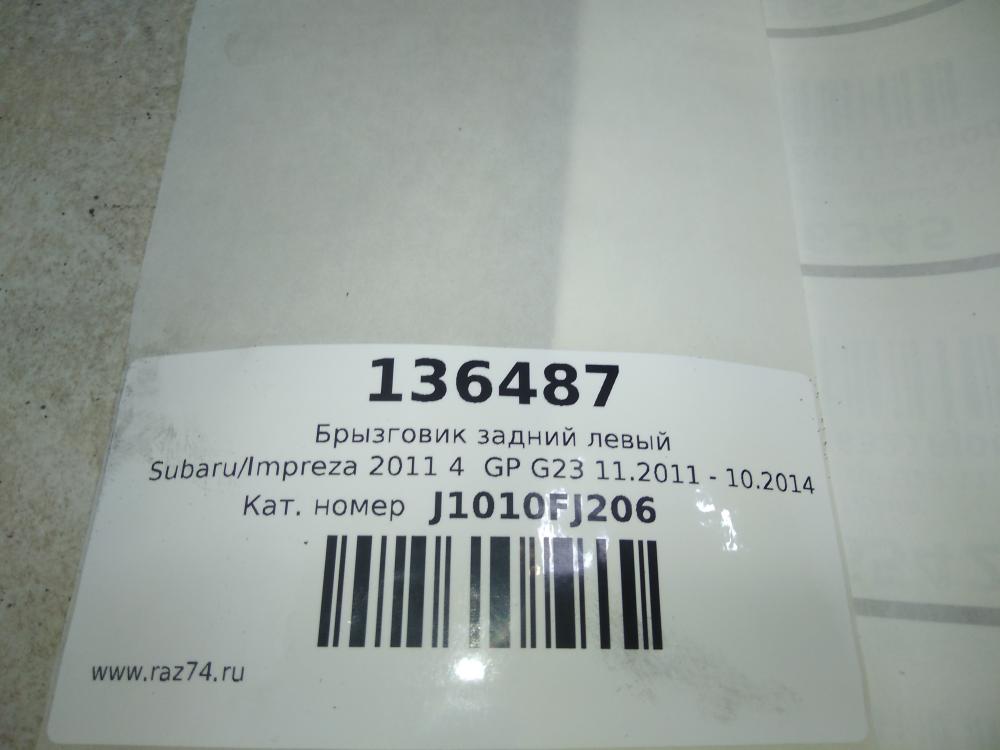 136487
Брызговик задний левый
Subaru/Impreza 2011 4 GP G23 11.2011 - 10.2014
Кат. номер J1010FJ206
www.raz74.ru